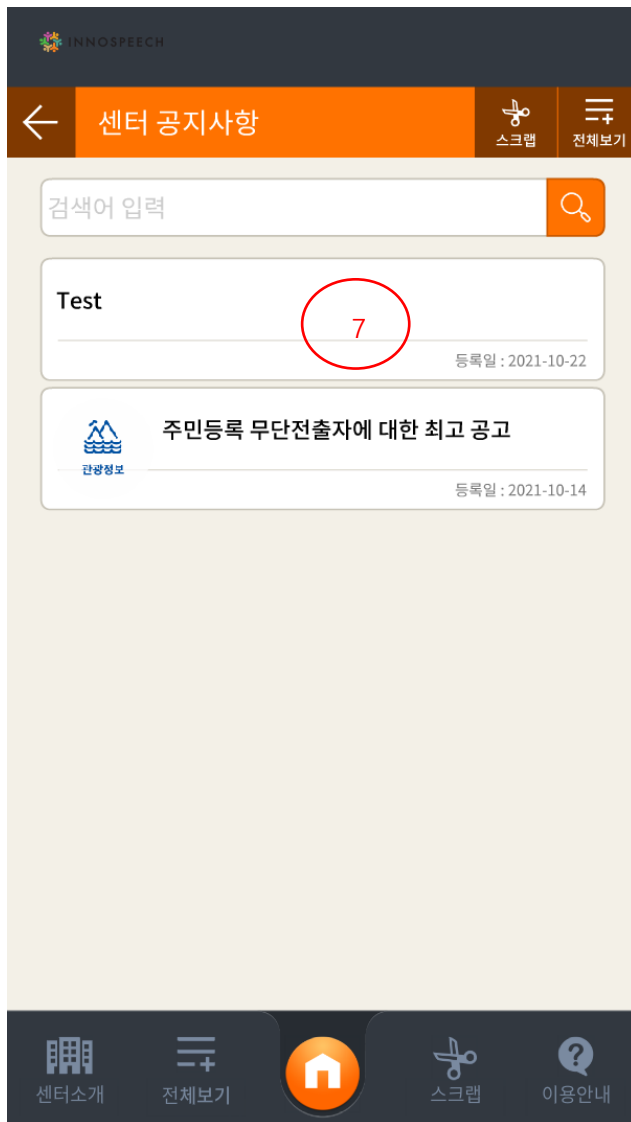 INNOSPEECH
센터 공지사항
스크랩
전체보기
검색어 입력
Test
7
등록일 : 2021-10-22
주민등록 무단전출자에 대한 최고 공고
관광정보
등록일 : 2021-10-14
센터소개
전체보기
스크랩
이용안내